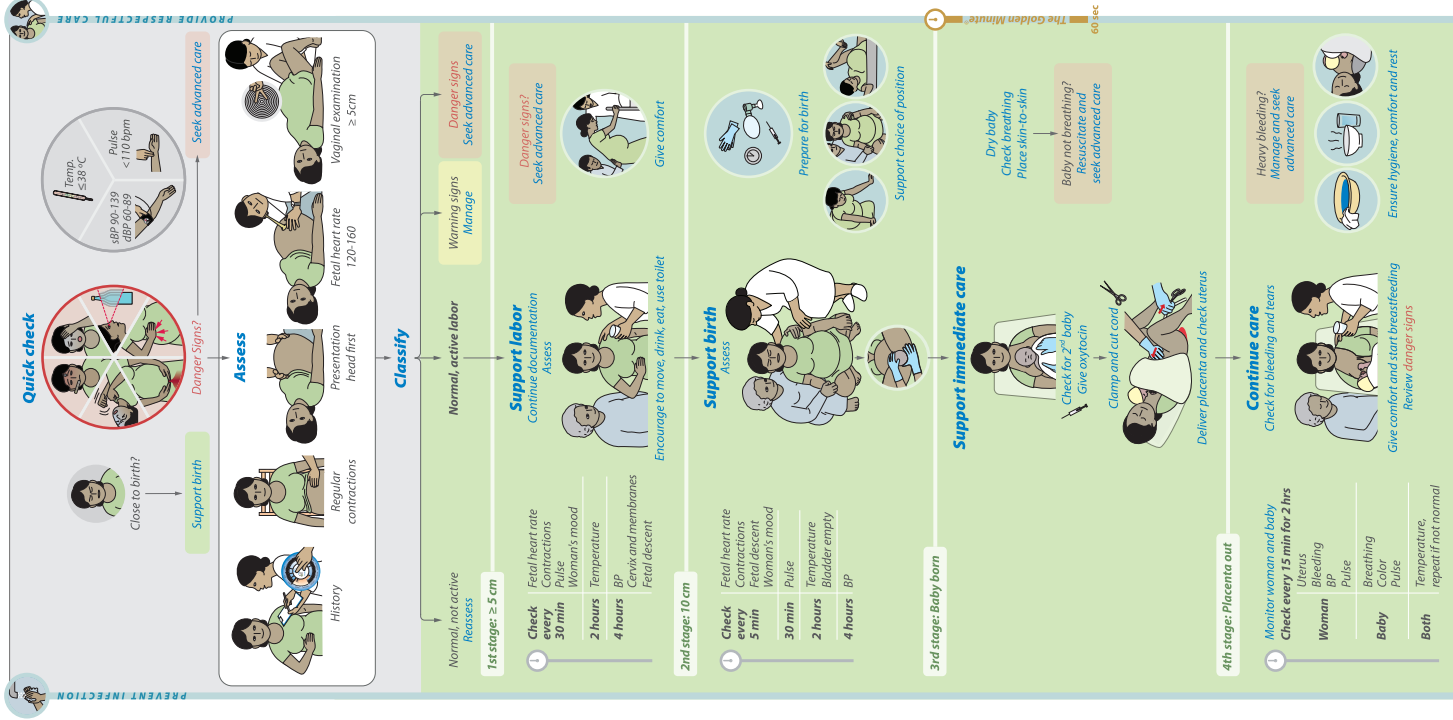 PREVENT INFECTION
PROVIDE RESPECTFUL CARE
Quick check
Close to birth?
Support birth
Danger Signs?
sBP 90-139
dBP 60-89
Temp.
≤38 ºC
Pulse
<110 bpm
Seek advanced care
Assess
History
Regular
contractions
Presentation
head first
Fetal heart rate
120-160
Vaginal examination
≥ 5cm
Classify
Normal, not active
Reassess
Normal, active labor
Warning signs
Manage
Danger signs
Seek advanced care
1st stage: ≥ 5 cm
Support labor
Continue documentation
Assess
Check
every
30 min
Fetal heart rate
Contractions
Pulse
Woman's mood
2 hours
Temperature
4 hours
BP
Cervix and membranes
Fetal descent
Encourage to move, drink, eat, use toilet
Danger signs?
Seek advanced care
Give comfort
2nd stage: 10 cm
Support birth
Assess
Check
every
5 min
Fetal heart rate
Contractions
Fetal descent
Woman's mood
30 min
Pulse
2 hours
Temperature
Bladder empty
4 hours
BP
Prepare for birth
Support choice of position
3rd stage: Baby born
The Golden Minute®
60 sec
Support immediate care
Dry baby
Check breathing
Place skin-to-skin
Baby not breathing?
Resuscitate and
seek advanced care
Check for 2nd baby
Give oxytocin
Clamp and cut cord
Deliver placenta and check uterus
4th stage: Placenta out
Continue care
Check for bleeding and tears
Monitor woman and baby
Check every 15 min for 2 hrs
Woman
Uterus
Bleeding
BP
Pulse
Baby
Breathing
Color
Pulse
Both
Temperature,
repeat if not normal
Give comfort and start breastfeeding
Review danger signs
Heavy bleeding?
Manage and seek
advanced care
Ensure hygiene, comfort and rest